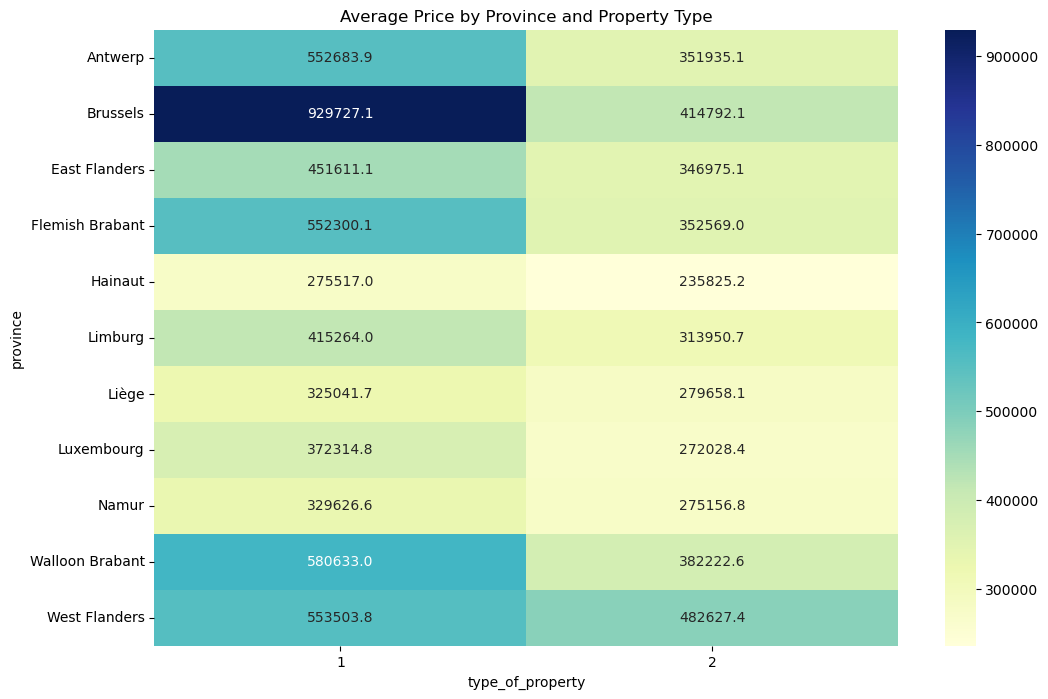 Average Price by Province and Property Type
Antwerp 552683.9 351935.1
Brussels 929727.1 414792.1
East Flanders 451611.1 346975.1
Flemish Brabant 552300.1 352569.0
Hainaut 275517.0 235825.2
Limburg 415264.0 313950.7
Liège 325041.7 279658.1
Luxembourg 372314.8 272028.4
Namur 329626.6 275156.8
Walloon Brabant 580633.0 382222.6
West Flanders 553503.8 482627.4
1 2
type_of_property
province
900000
800000
700000
600000
500000
400000
300000